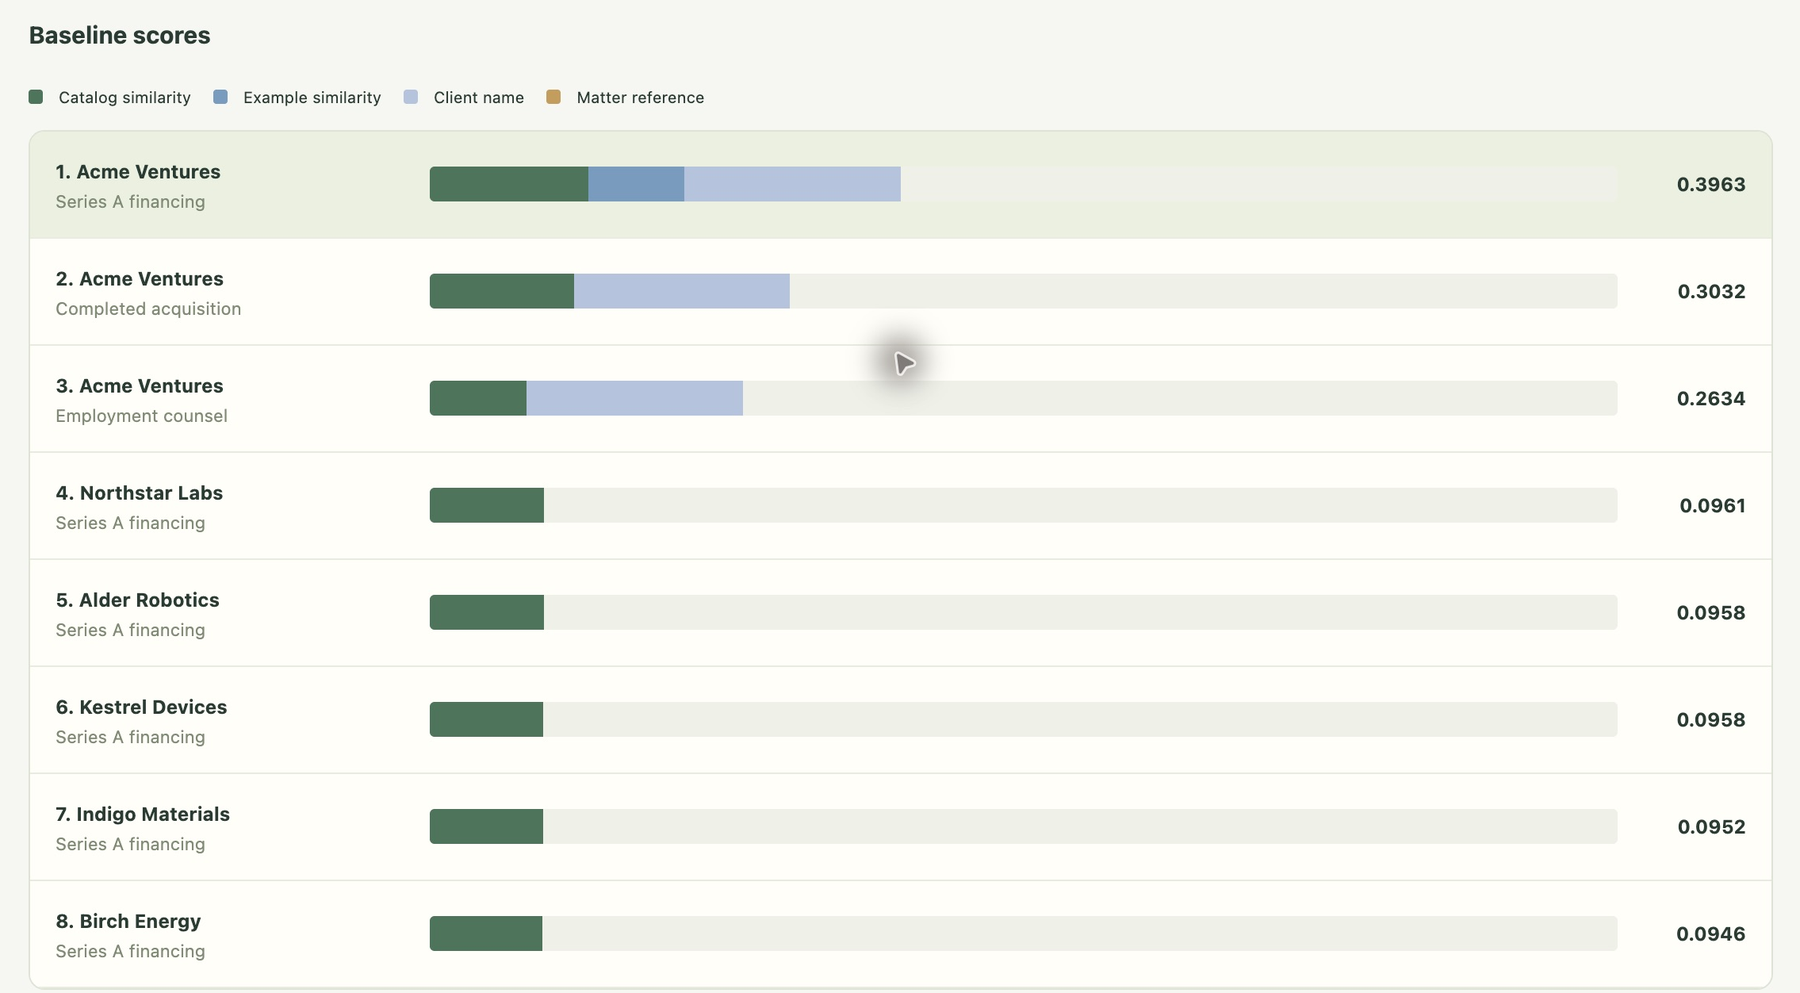 Baseline scores
Catalog similarity Example similarity Client name Matter reference
1. Acme Ventures
Series A financing
0.3963
2. Acme Ventures
Completed acquisition
0.3032
3. Acme Ventures
Employment counsel
0.2634
4. Northstar Labs
Series A financing
0.0961
5. Alder Robotics
Series A financing
0.0958
6. Kestrel Devices
Series A financing
0.0958
7. Indigo Materials
Series A financing
0.0952
8. Birch Energy
Series A financing
0.0946